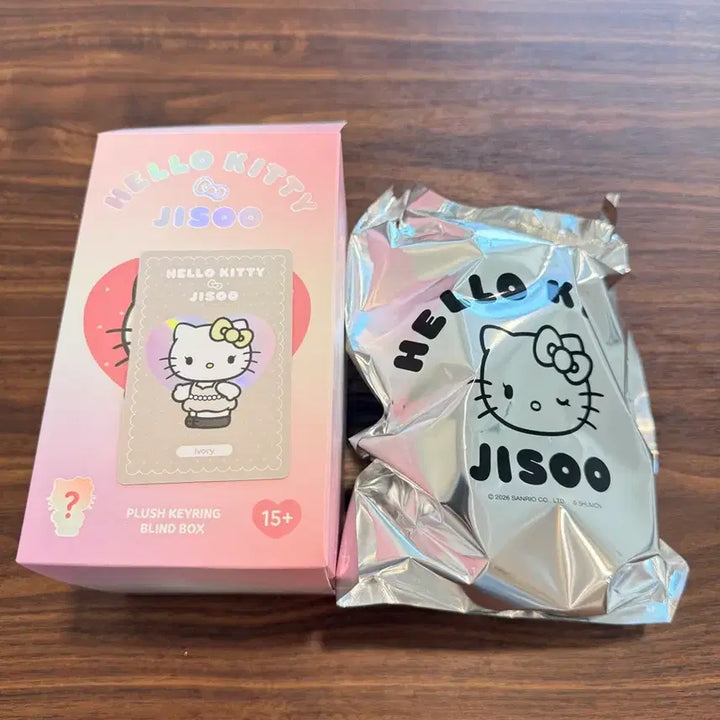 HELLO KITTY
JISOO
HELLO KITTY
JISOO
ivory
?
PLUSH KEYRING
BLIND BOX
15+
HELLO K
JISOO
© 2026 SANRIO CO., LTD.